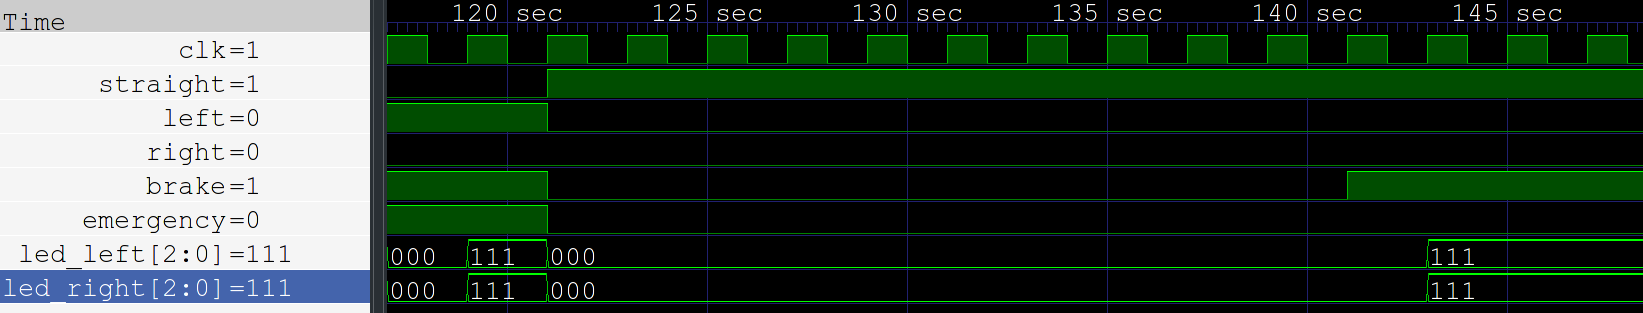 120 sec 125 sec 130 sec 135 sec 140 sec 145 sec
Time
clk=1
straight=1
left=0
right=0
brake=1
emergency=0
led_left[2:0]=111 000 111 000 111
led_right[2:0]=111 000 111 000 111